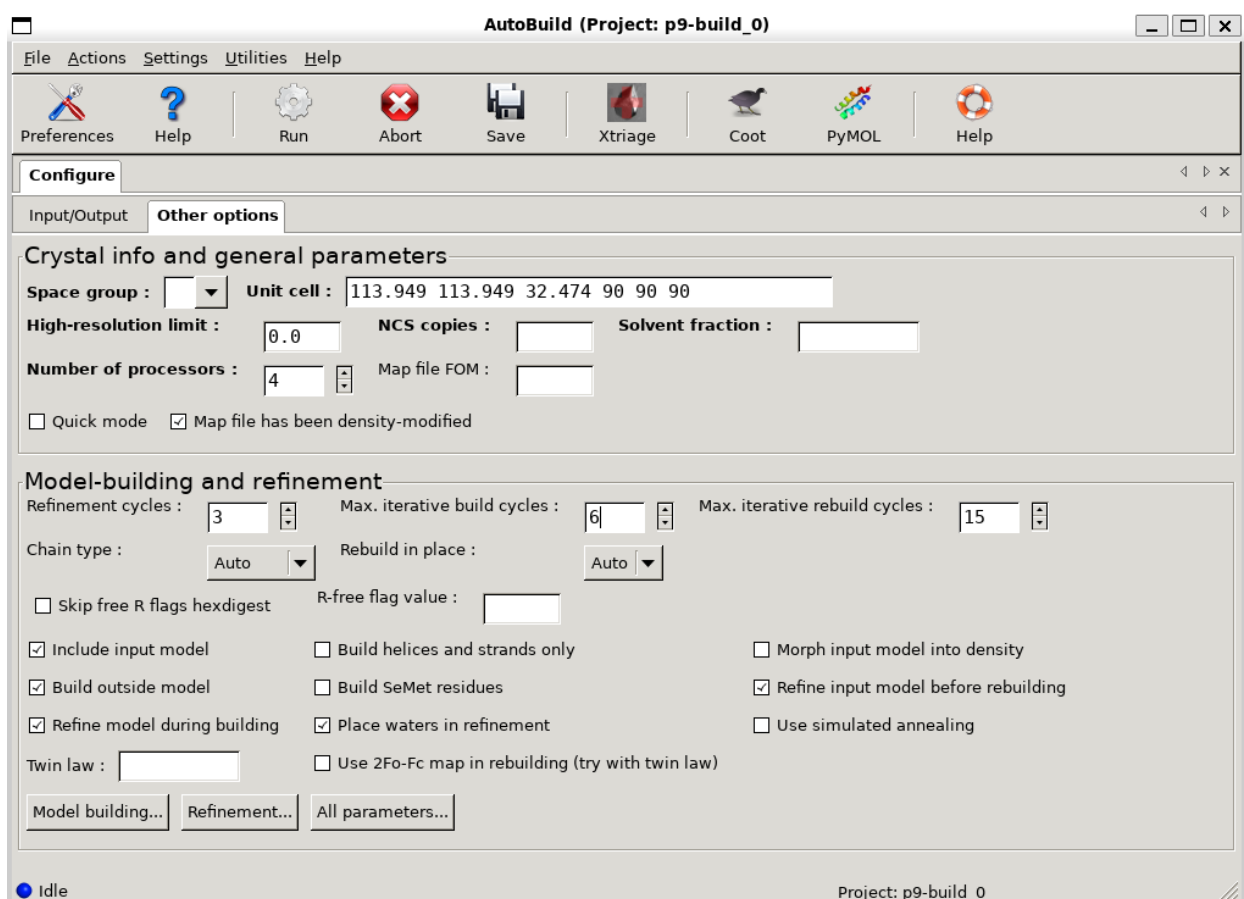 AutoBuild (Project: p9-build_0)
File Actions Settings Utilities Help
Preferences Help Run Abort Save Xtriage Coot PyMOL Help
Configure
Input/Output Other options
Crystal info and general parameters
Space group : Unit cell : 113.949 113.949 32.474 90 90 90
High-resolution limit : 0.0 NCS copies : Solvent fraction :
Number of processors : 4 Map file FOM :
Quick mode Map file has been density-modified
Model-building and refinement
Refinement cycles : 3 Max. iterative build cycles : 6 Max. iterative rebuild cycles : 15
Chain type : Auto Rebuild in place : Auto
Skip free R flags hexdigest R-free flag value :
Include input model Build helices and strands only Morph input model into density
Build outside model Build SeMet residues Refine input model before rebuilding
Refine model during building Place waters in refinement Use simulated annealing
Twin law : Use 2Fo-Fc map in rebuilding (try with twin law)
Model building... Refinement... All parameters...
Idle Project: p9-build_0